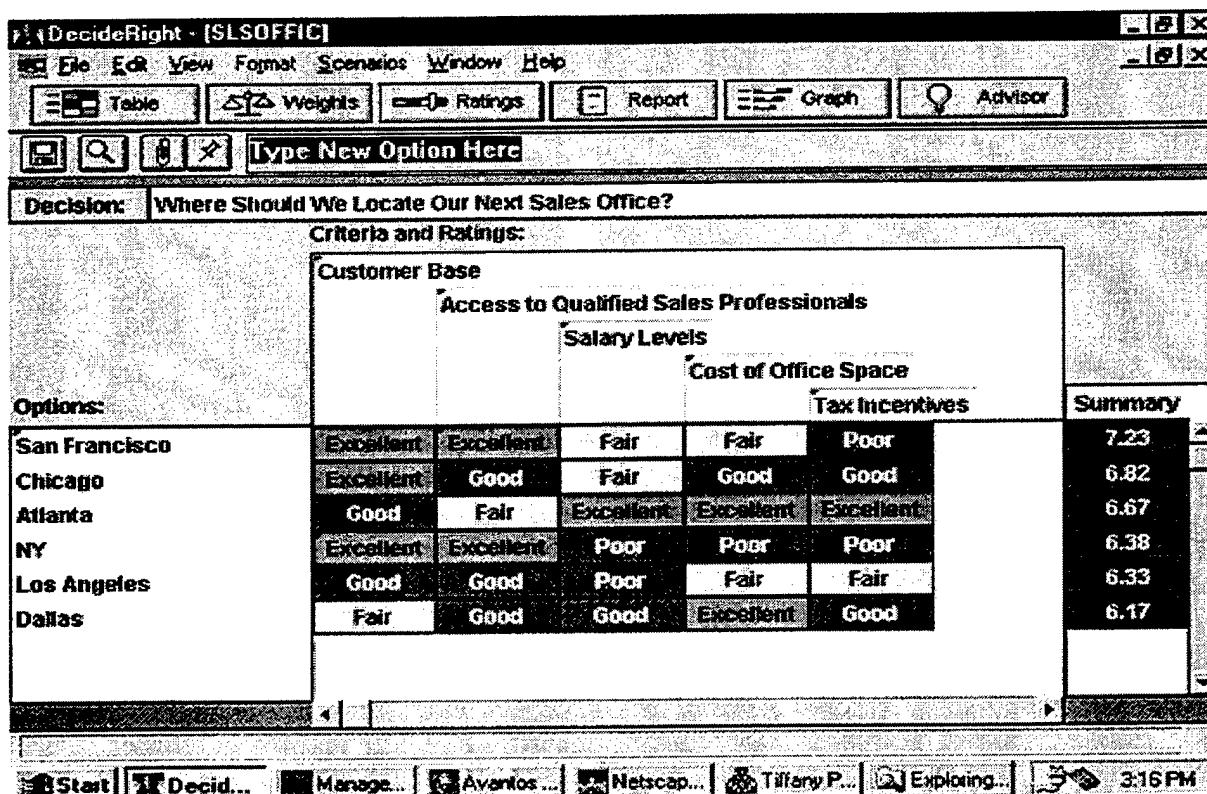 DecideRight - [SLSOFFIC]
File Edit View Format Scenarios Window Help
Table Weights Ratings Report Graph Advisor
Type New Option Here
Decision: Where Should We Locate Our Next Sales Office?
Criteria and Ratings:
Customer Base
Access to Qualified Sales Professionals
Salary Levels
Cost of Office Space
Options: Tax Incentives Summary
San Francisco Excellent Excellent Fair Fair Poor 7.23
Chicago Excellent Good Fair Good Good 6.82
Atlanta Good Fair Excellent Excellent Excellent 6.67
NY Excellent Excellent Poor Poor Poor 6.38
Los Angeles Good Good Poor Fair Fair 6.33
Dallas Fair Good Good Excellent Good 6.17
Start Decid... Manage... Avantos ... Netscap... Tiffany P... Exploring... 3:16 PM